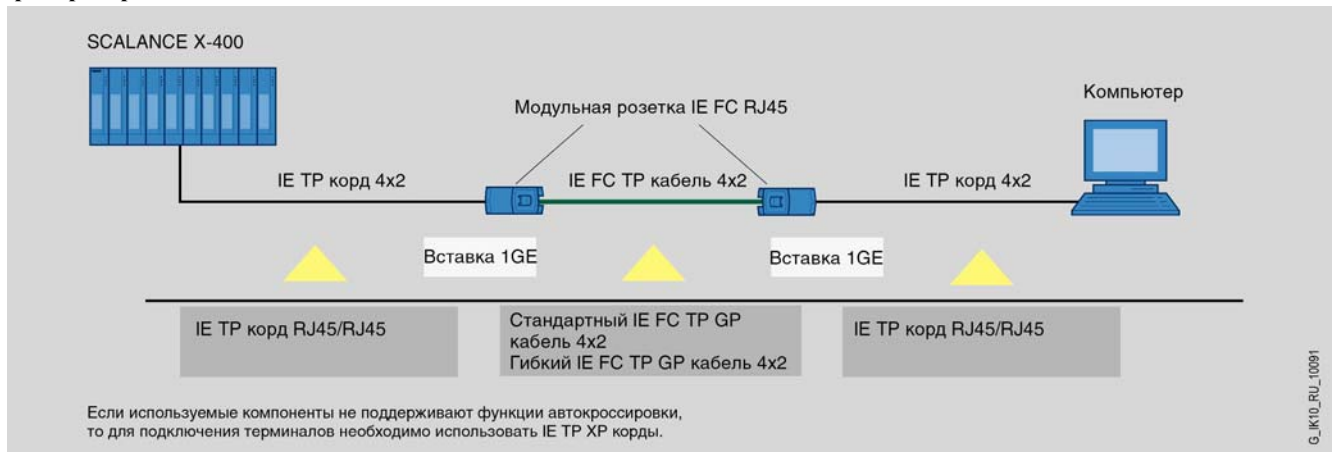 SCALANCE X-400
Компьютер
Модульная розетка IE FC RJ45
IE TP корд 4x2
IE FC TP кабель 4x2
IE TP корд 4x2
Вставка 1GE
Вставка 1GE
IE TP корд RJ45/RJ45
Стандартный IE FC TP GP
кабель 4x2
Гибкий IE FC TP GP кабель 4x2
IE TP корд RJ45/RJ45
Если используемые компоненты не поддерживают функции автокроссировки,
то для подключения терминалов необходимо использовать IE TP XP корды.
G_IK10_RU_10091